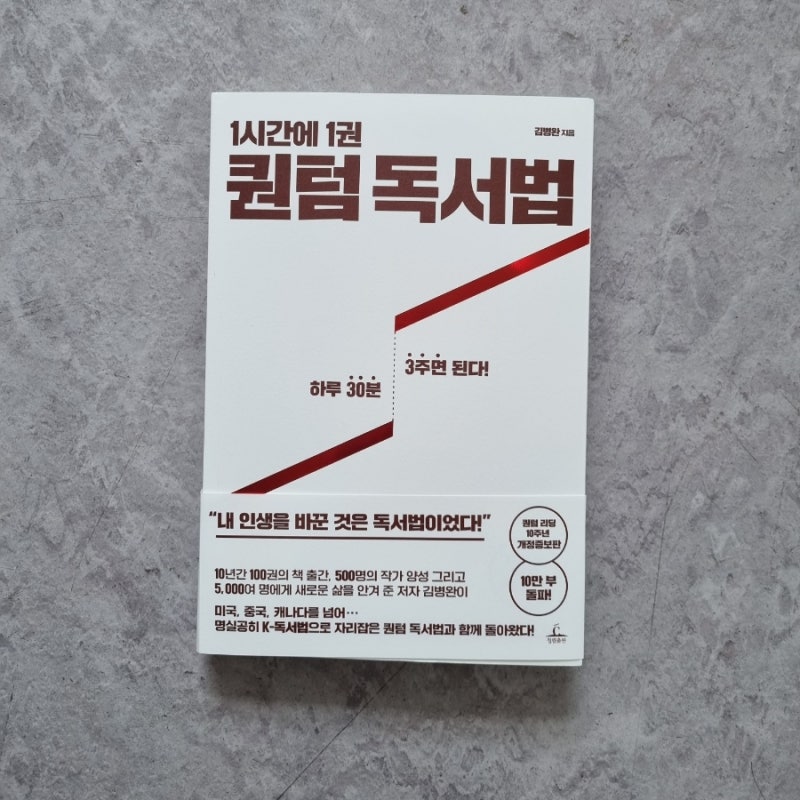 1시간에 1권
김병완 지음
퀀텀 독서법
3주면 된다!
하루 30분
“내 인생을 바꾼 것은 독서법이었다!”
퀀텀 리딩
10주년
개정증보판
10년간 100권의 책 출간, 500명의 작가 양성 그리고
5,000여 명에게 새로운 삶을 안겨 준 저자 김병완이
10만 부
돌파!
미국, 중국, 캐나다를 넘어…
명실공히 K-독서법으로 자리잡은 퀀텀 독서법과 함께 돌아왔다!
청림출판